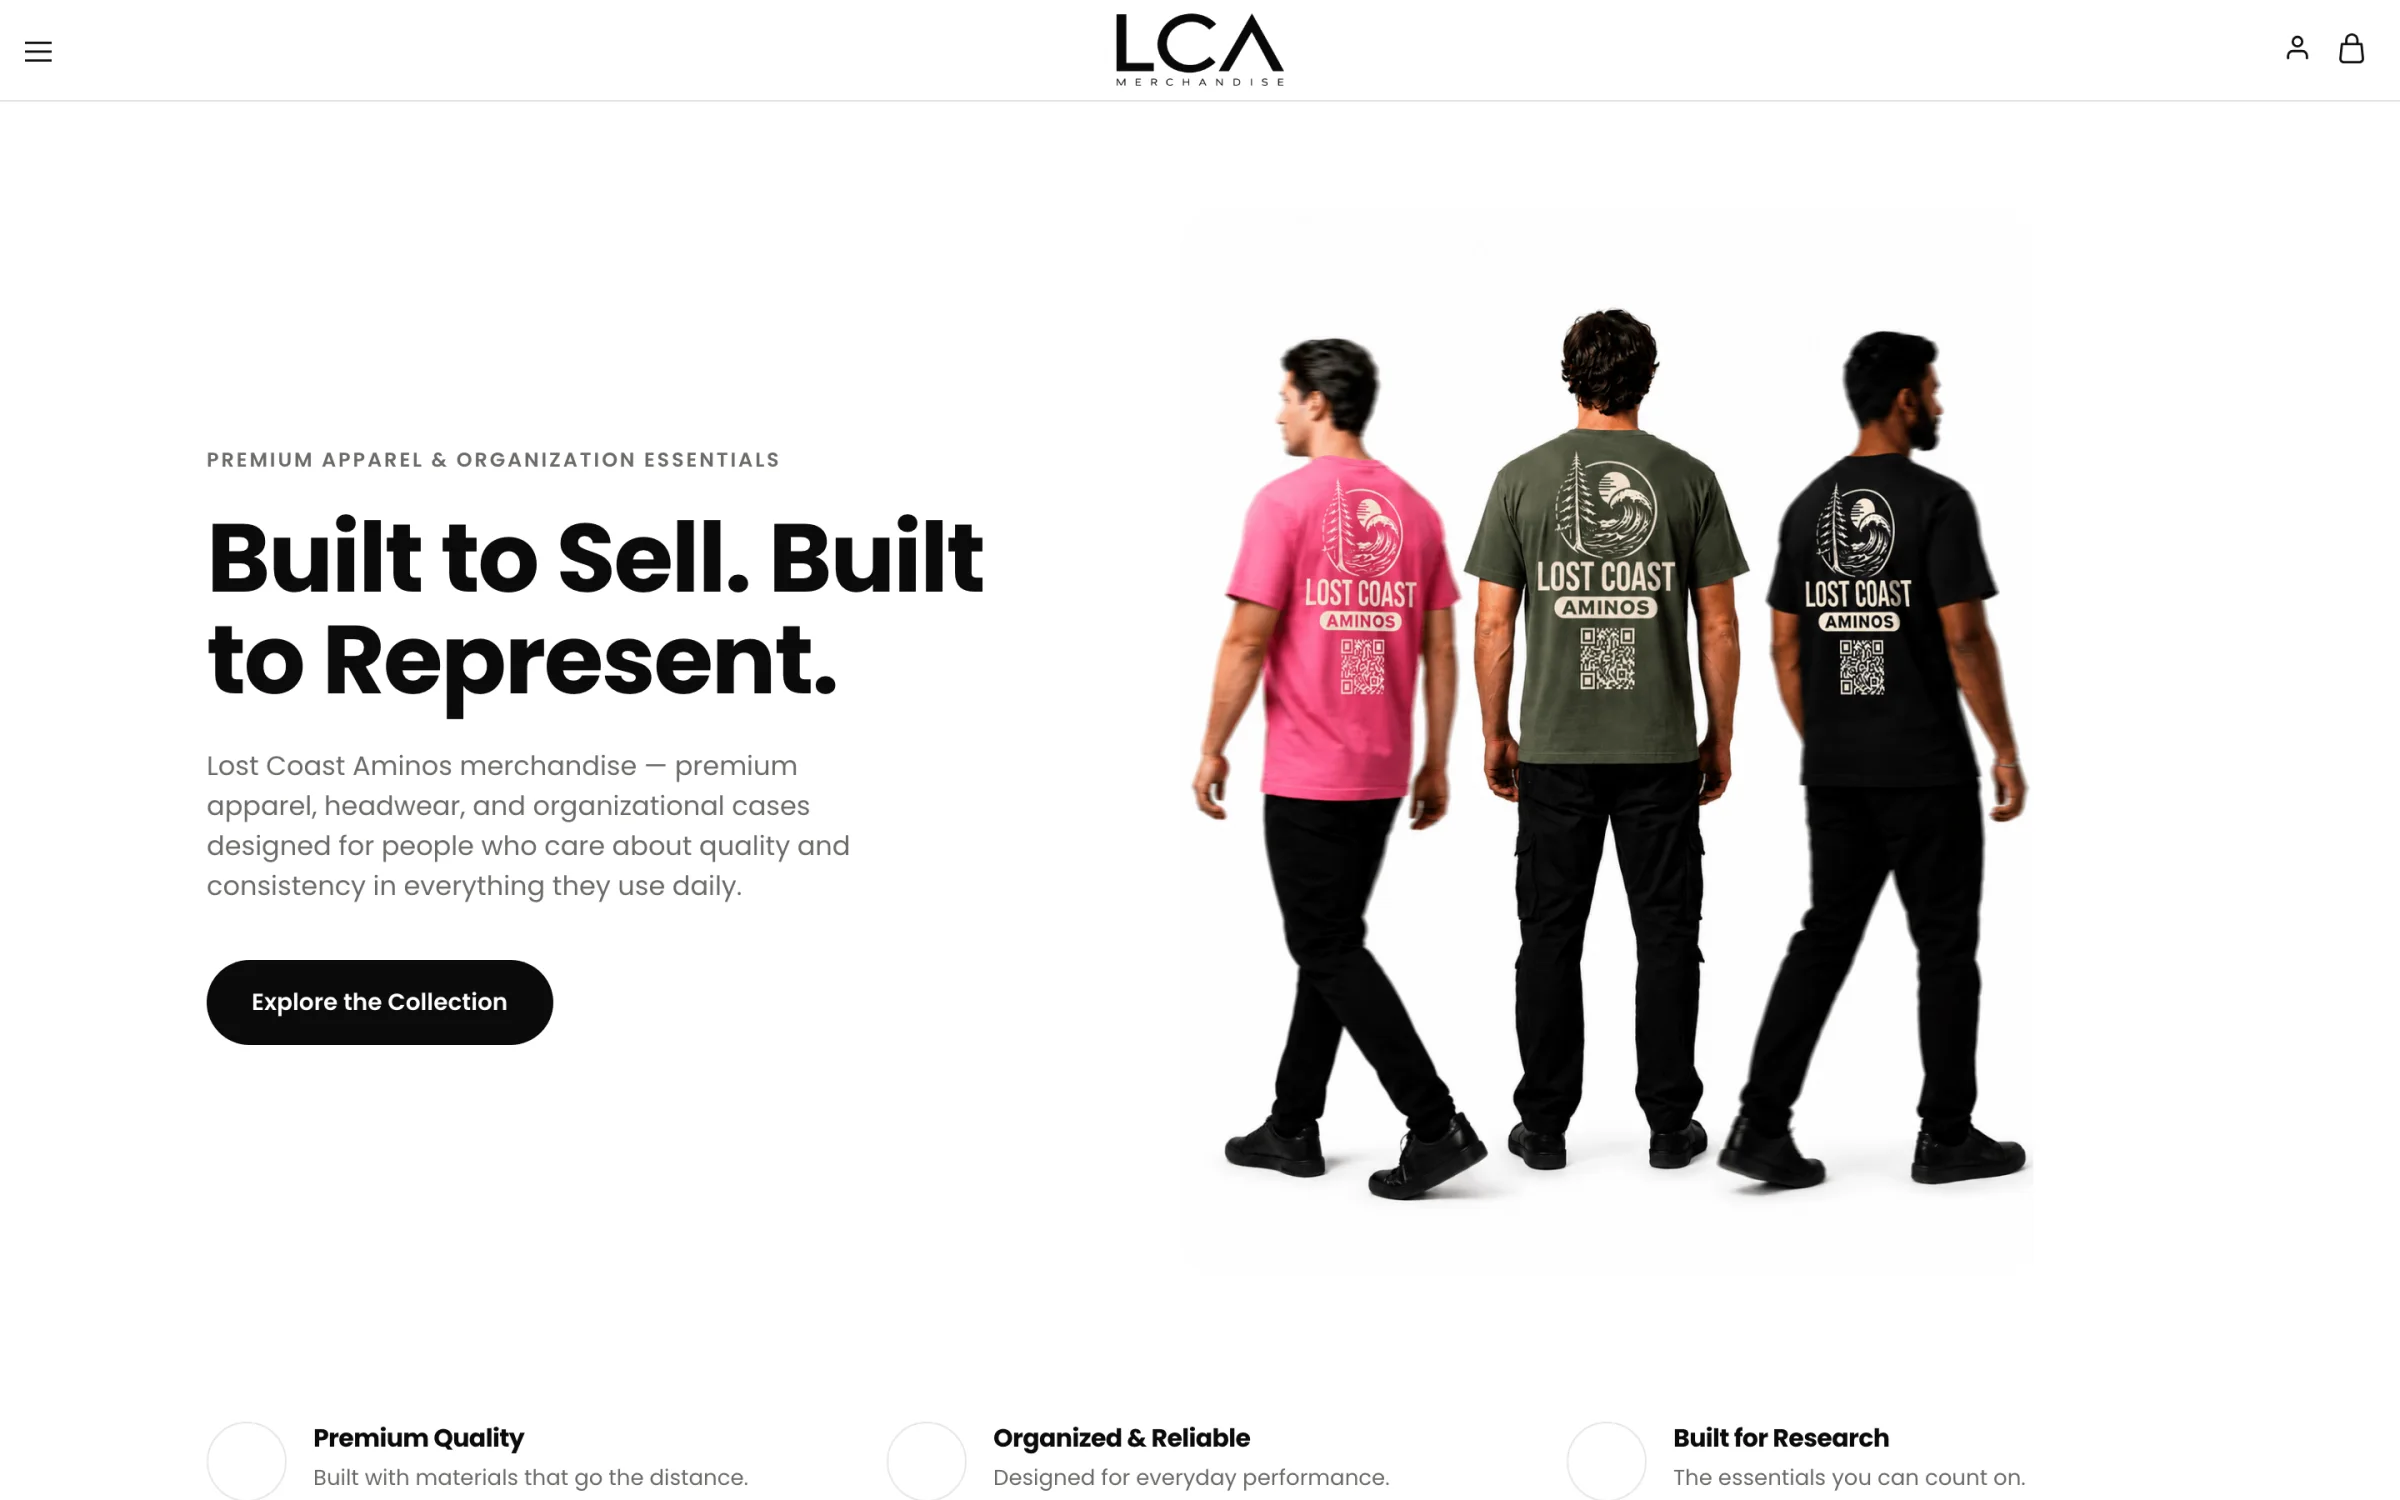 LCA
MERCHANDISE
PREMIUM APPAREL & ORGANIZATION ESSENTIALS
Built to Sell. Built
to Represent.
Lost Coast Aminos merchandise — premium
apparel, headwear, and organizational cases
designed for people who care about quality and
consistency in everything they use daily.
Explore the Collection
LOST COAST
AMINOS
LOST COAST
AMINOS
LOST COAST
AMINOS
Premium Quality
Built with materials that go the distance.
Organized & Reliable
Designed for everyday performance.
Built for Research
The essentials you can count on.